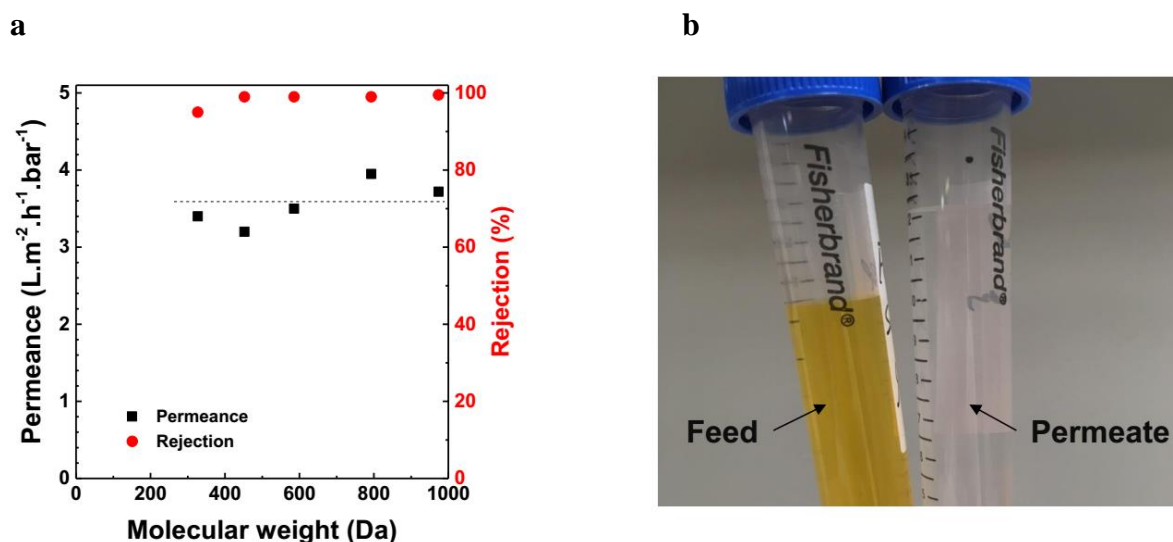 a
b
5
4
3
2
1
0
Permeance (L.m⁻².h⁻¹.bar⁻¹)
Permeance
Rejection
0
200
400
600
800
1000
Molecular weight (Da)
100
80
60
40
20
0
Rejection (%)
Fisherbrand®
Fisherbrand®
Feed
Permeate